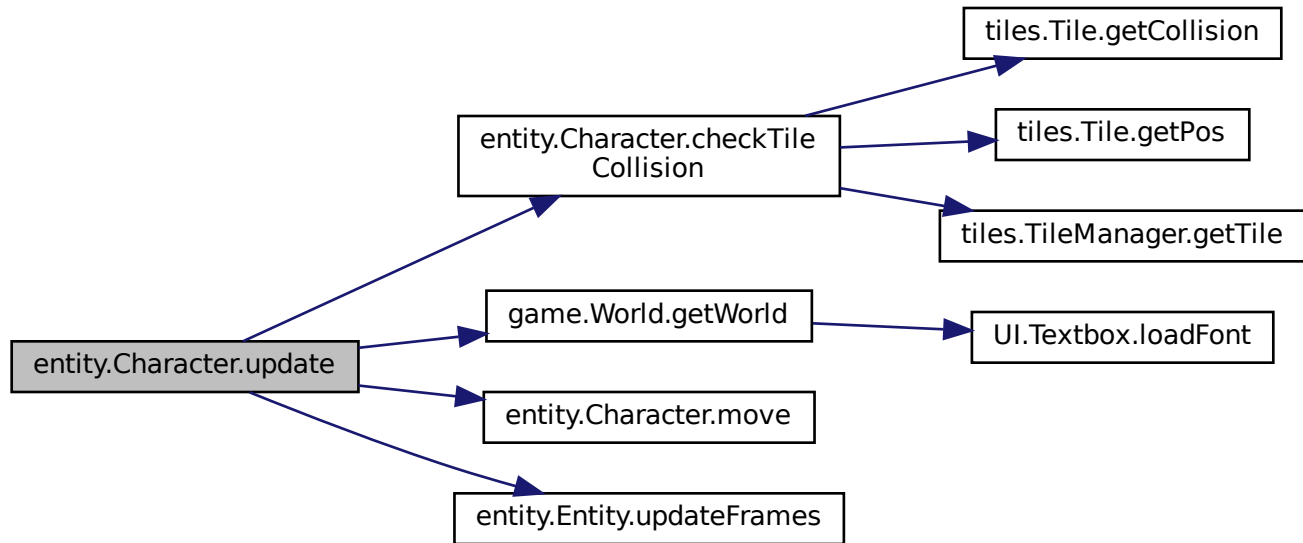 tiles.Tile.getCollision
entity.Character.checkTile
Collision
tiles.Tile.getPos
tiles.TileManager.getTile
game.World.getWorld
UI.Textbox.loadFont
entity.Character.update
entity.Character.move
entity.Entity.updateFrames